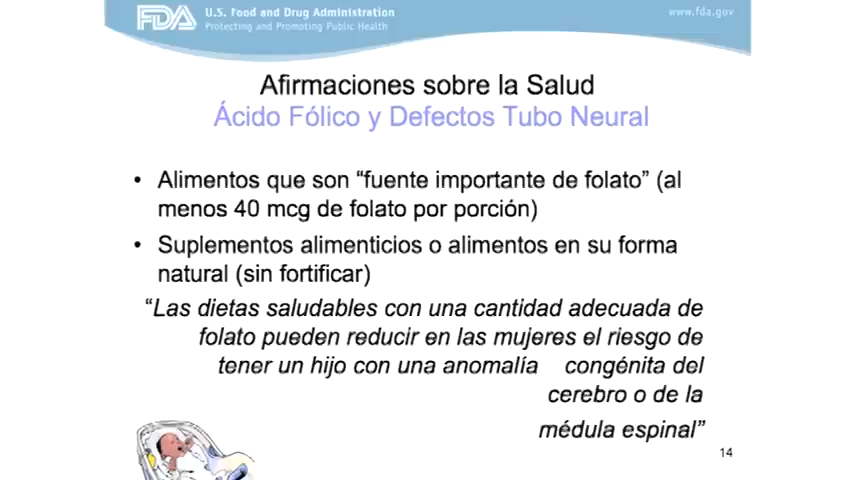 FDA U.S. Food and Drug Administration
Protecting and Promoting Public Health
www.fda.gov
Afirmaciones sobre la Salud
Ácido Fólico y Defectos Tubo Neural
• Alimentos que son “fuente importante de folato” (al
menos 40 mcg de folato por porción)
• Suplementos alimenticios o alimentos en su forma
natural (sin fortificar)
“Las dietas saludables con una cantidad adecuada de
folato pueden reducir en las mujeres el riesgo de
tener un hijo con una anomalía congénita del
cerebro o de la
médula espinal”
14